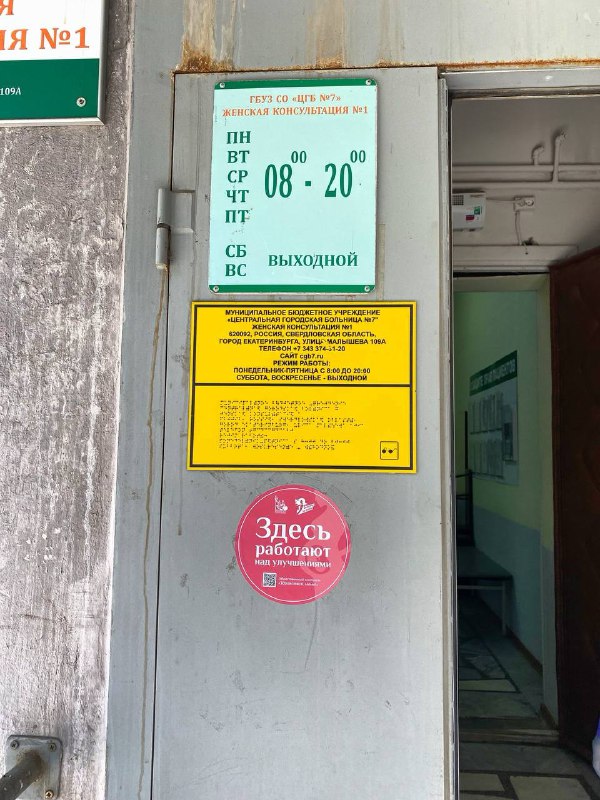 Я
ИЯ №1
109А
ГБУЗ СО «ЦГБ №7»
ЖЕНСКАЯ КОНСУЛЬТАЦИЯ №1
ПН
ВТ
СР
ЧТ
ПТ
08 00 - 20 00
СБ
ВС
ВЫХОДНОЙ
МУНИЦИПАЛЬНОЕ БЮДЖЕТНОЕ УЧРЕЖДЕНИЕ
«ЦЕНТРАЛЬНАЯ ГОРОДСКАЯ БОЛЬНИЦА №7"
ЖЕНСКАЯ КОНСУЛЬТАЦИЯ №1
620092, РОССИЯ, СВЕРДЛОВСКАЯ ОБЛАСТЬ,
ГОРОД ЕКАТЕРИНБУРГ, УЛИЦА МАЛЫШЕВА 109А
ТЕЛЕФОН +7 343 374-31-20
САЙТ cgb7.ru
РЕЖИМ РАБОТЫ:
ПОНЕДЕЛЬНИК-ПЯТНИЦА С 8:00 ДО 20:00
СУББОТА, ВОСКРЕСЕНЬЕ - ВЫХОДНОЙ
Здесь
работают
над улучшениями